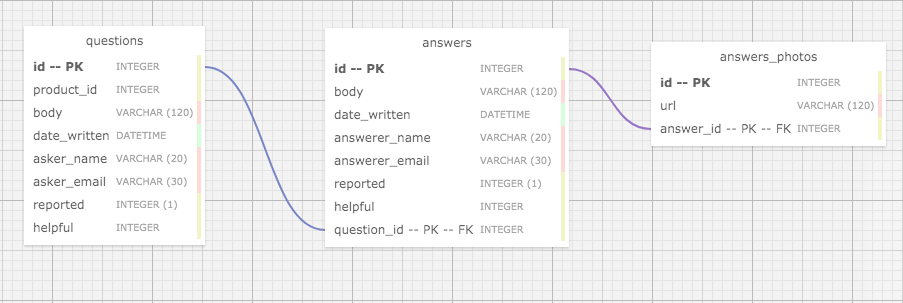 questions
id -- PK INTEGER
product_id INTEGER
body VARCHAR (120)
date_written DATETIME
asker_name VARCHAR (20)
asker_email VARCHAR (30)
reported INTEGER (1)
helpful INTEGER
answers
id -- PK INTEGER
body VARCHAR (120)
date_written DATETIME
answerer_name VARCHAR (20)
answerer_email VARCHAR (30)
reported INTEGER (1)
helpful INTEGER
question_id -- PK -- FK INTEGER
answers_photos
id -- PK INTEGER
url VARCHAR (120)
answer_id -- PK -- FK INTEGER